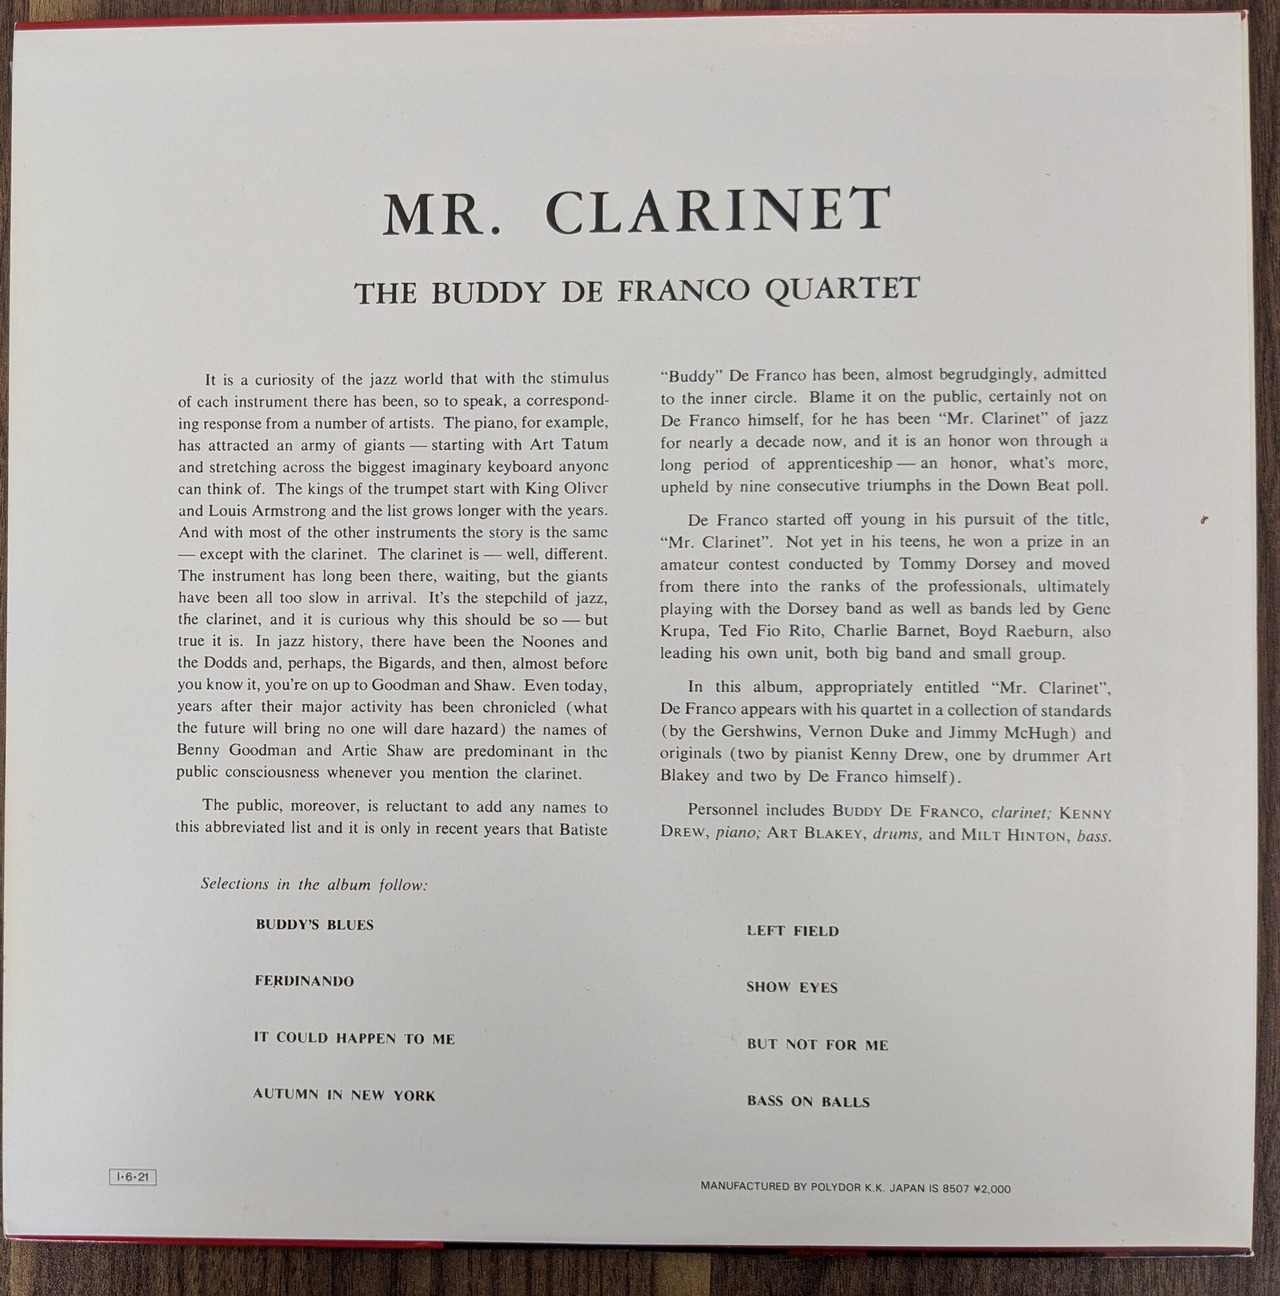 MR. CLARINET
THE BUDDY DE FRANCO QUARTET
It is a curiosity of the jazz world that with the stimulus
of each instrument there has been, so to speak, a correspond-
ing response from a number of artists. The piano, for example,
has attracted an army of giants — starting with Art Tatum
and stretching across the biggest imaginary keyboard anyone
can think of. The kings of the trumpet start with King Oliver
and Louis Armstrong and the list grows longer with the years.
And with most of the other instruments the story is the same
— except with the clarinet. The clarinet is — well, different.
The instrument has long been there, waiting, but the giants
have been all too slow in arrival. It's the stepchild of jazz,
the clarinet, and it is curious why this should be so — but
true it is. In jazz history, there have been the Noones and
the Dodds and, perhaps, the Bigards, and then, almost before
you know it, you're on up to Goodman and Shaw. Even today,
years after their major activity has been chronicled (what
the future will bring no one will dare hazard) the names of
Benny Goodman and Artie Shaw are predominant in the
public consciousness whenever you mention the clarinet.
The public, moreover, is reluctant to add any names to
this abbreviated list and it is only in recent years that Batiste
“Buddy” De Franco has been, almost begrudgingly, admitted
to the inner circle. Blame it on the public, certainly not on
De Franco himself, for he has been “Mr. Clarinet” of jazz
for nearly a decade now, and it is an honor won through a
long period of apprenticeship — an honor, what's more,
upheld by nine consecutive triumphs in the Down Beat poll.
De Franco started off young in his pursuit of the title,
“Mr. Clarinet”. Not yet in his teens, he won a prize in an
amateur contest conducted by Tommy Dorsey and moved
from there into the ranks of the professionals, ultimately
playing with the Dorsey band as well as bands led by Gene
Krupa, Ted Fio Rito, Charlie Barnet, Boyd Raeburn, also
leading his own unit, both big band and small group.
In this album, appropriately entitled “Mr. Clarinet”,
De Franco appears with his quartet in a collection of standards
(by the Gershwins, Vernon Duke and Jimmy McHugh) and
originals (two by pianist Kenny Drew, one by drummer Art
Blakey and two by De Franco himself).
Personnel includes BUDDY DE FRANCO, clarinet; KENNY
DREW, piano; ART BLAKEY, drums, and MILT HINTON, bass.
Selections in the album follow:
BUDDY'S BLUES
FERDINANDO
IT COULD HAPPEN TO ME
AUTUMN IN NEW YORK
LEFT FIELD
SHOW EYES
BUT NOT FOR ME
BASS ON BALLS
I·6·21
MANUFACTURED BY POLYDOR K.K. JAPAN IS 8507 ¥2,000